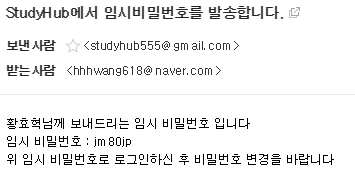 StudyHub에서 임시비밀번호를 발송합니다.
보낸사람 <studyhub555@gmail.com>
받는사람 <hhhwang618@naver.com>
황효혁님께 보내드리는 임시 비밀번호 입니다
임시 비밀번호 : jm80jp
위 임시 비밀번호로 로그인하신 후 비밀번호 변경을 바랍니다